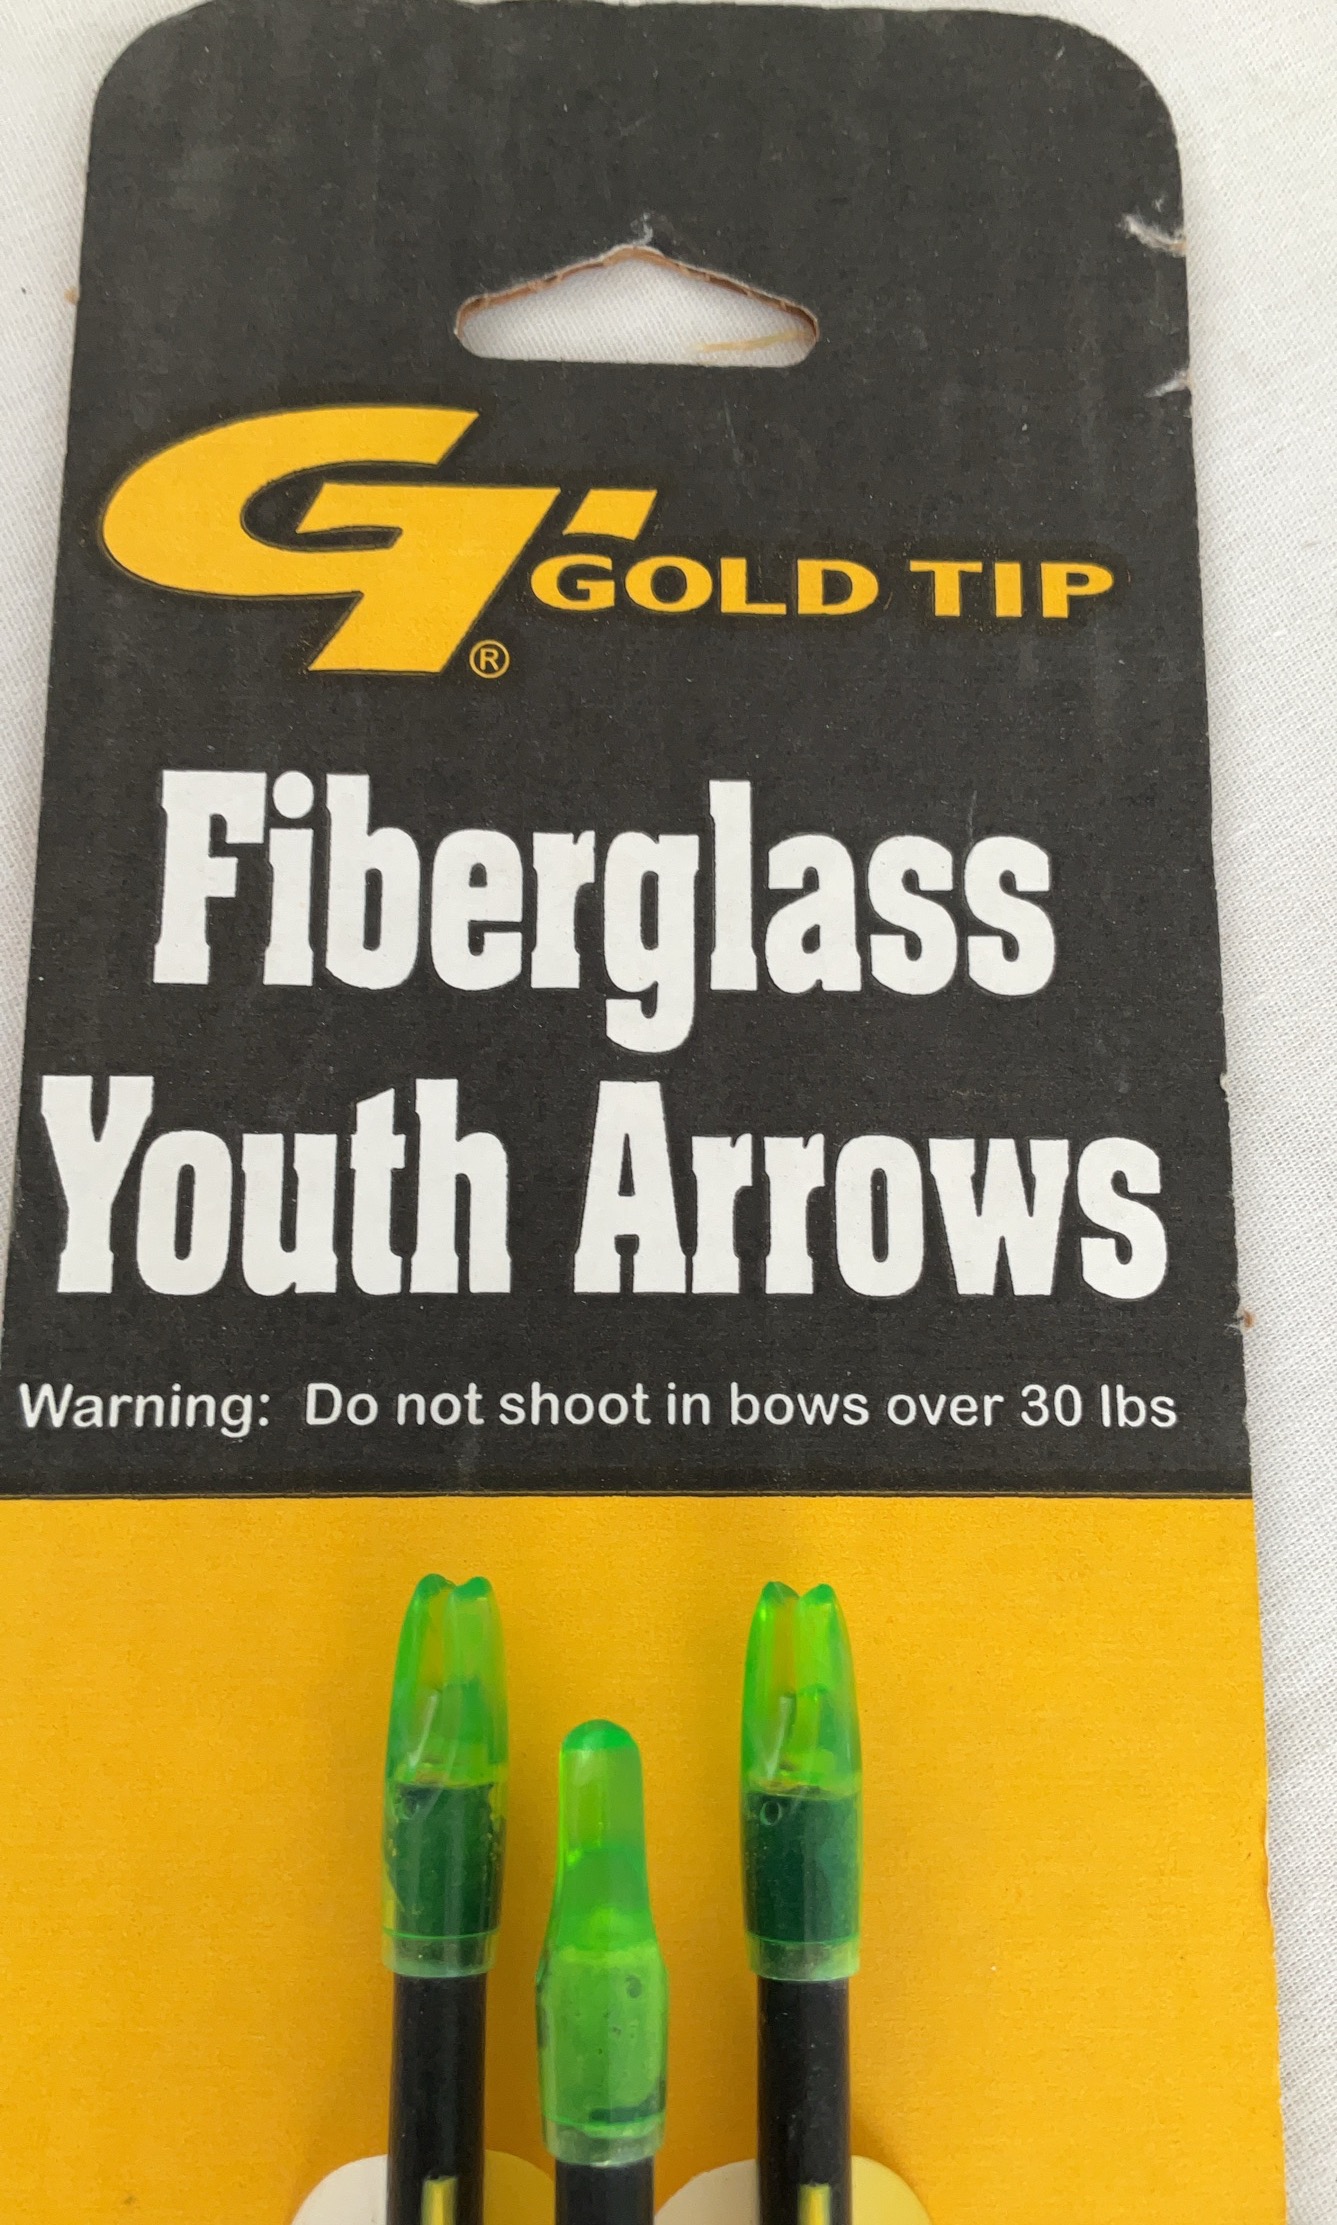 GT®
GOLD TIP
Fiberglass
Youth Arrows
Warning: Do not shoot in bows over 30 lbs